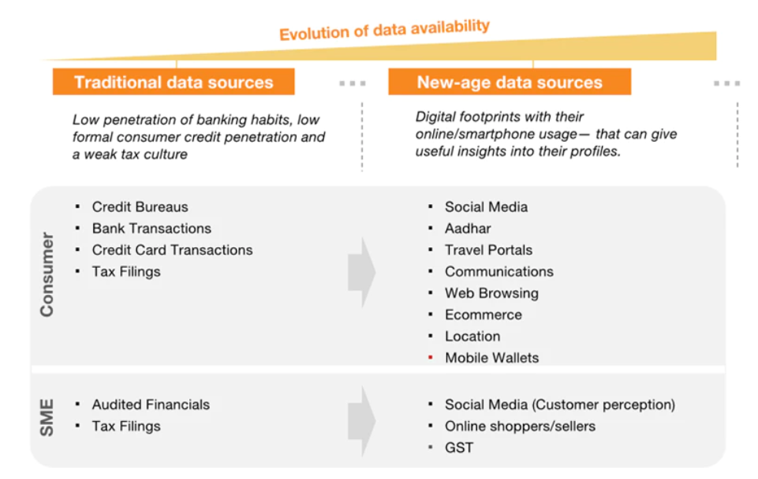 Evolution of data availability
Traditional data sources
Low penetration of banking habits, low
formal consumer credit penetration and
a weak tax culture
New-age data sources
Digital footprints with their
online/smartphone usage— that can give
useful insights into their profiles.
Consumer
▪ Credit Bureaus
▪ Bank Transactions
▪ Credit Card Transactions
▪ Tax Filings
▪ Social Media
▪ Aadhar
▪ Travel Portals
▪ Communications
▪ Web Browsing
▪ Ecommerce
▪ Location
▪ Mobile Wallets
SME
▪ Audited Financials
▪ Tax Filings
▪ Social Media (Customer perception)
▪ Online shoppers/sellers
▪ GST